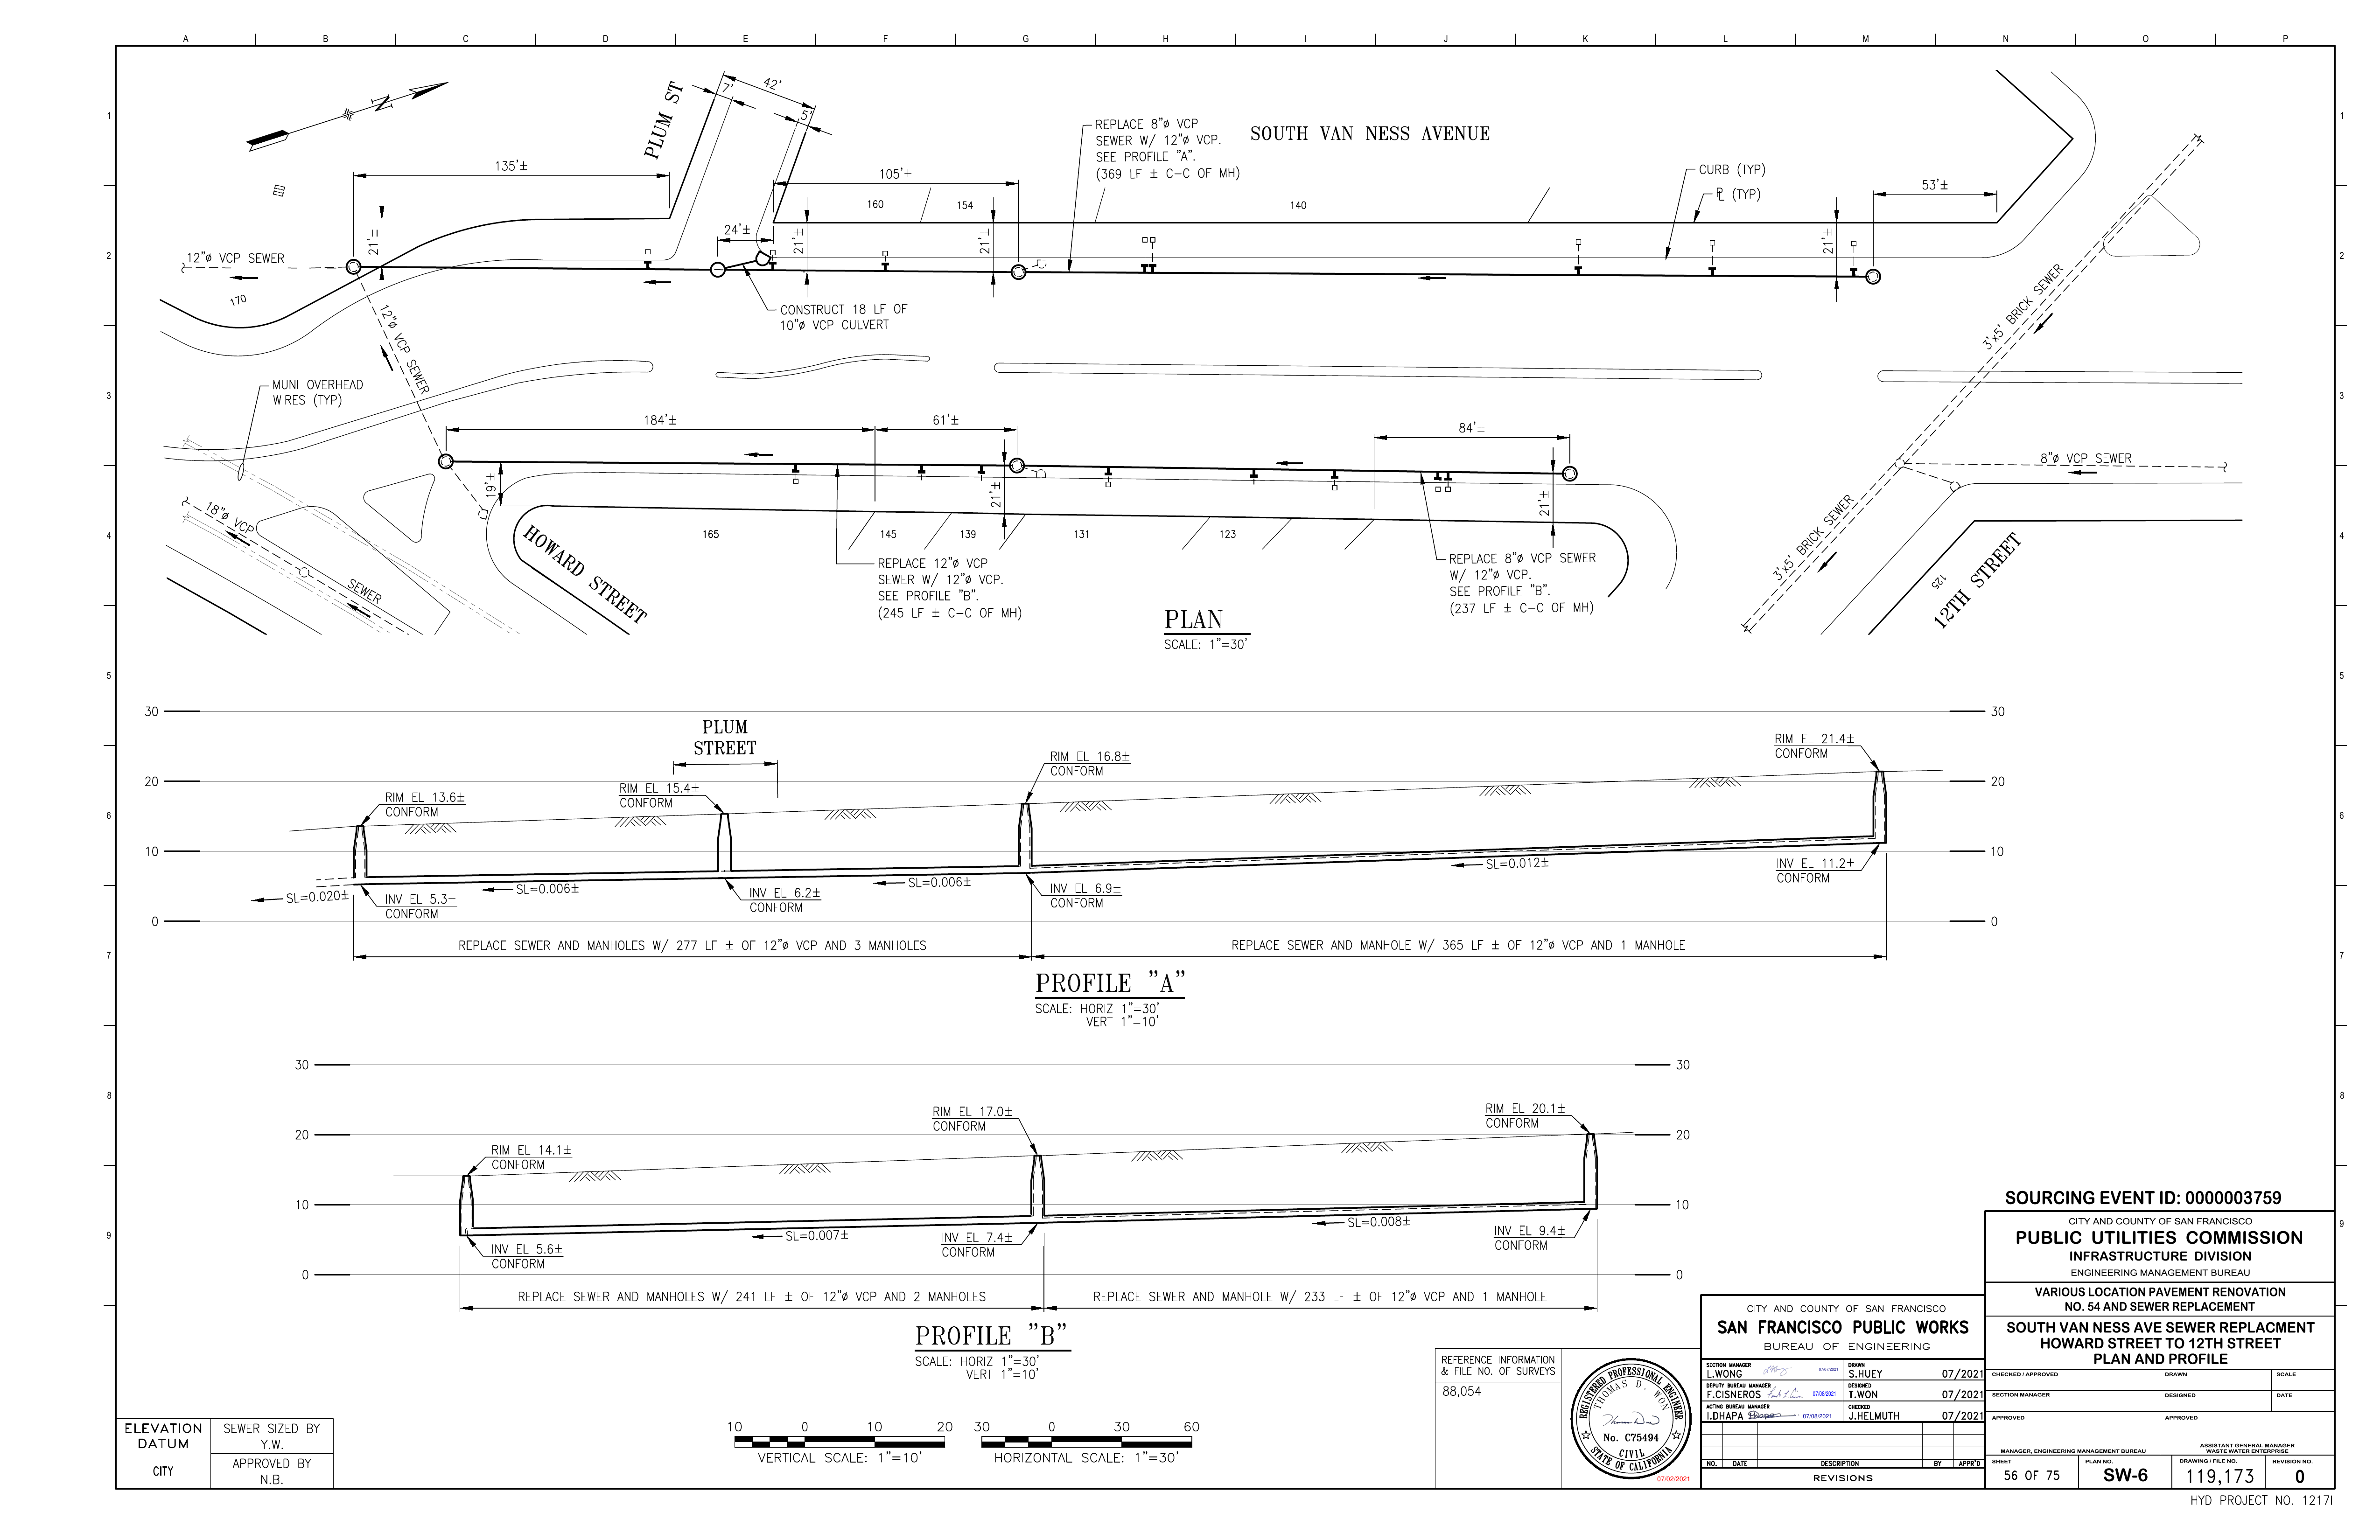 A B C D E F G H I J K L M N O P
1
1
2
2
3
3
4
4
5
5
6
6
7
7
8
8
9
9
N
PLUM ST
42'
7'
5'
135'±
REPLACE 8"ø VCP
SEWER W/ 12"ø VCP.
SEE PROFILE "A".
(369 LF ± C-C OF MH)
SOUTH VAN NESS AVENUE
105'±
CURB (TYP)
PL (TYP)
53'±
160
154
140
24'±
21'±
21'±
21'±
21'±
12"ø VCP SEWER
170
CONSTRUCT 18 LF OF
10"ø VCP CULVERT
12"ø VCP SEWER
3'x5' BRICK SEWER
MUNI OVERHEAD
WIRES (TYP)
184'±
61'±
84'±
8"ø VCP SEWER
19'±
21'±
21'±
18"ø VCP
SEWER
HOWARD STREET
165
145
139
131
123
REPLACE 12"ø VCP
SEWER W/ 12"ø VCP.
SEE PROFILE "B".
(245 LF ± C-C OF MH)
REPLACE 8"ø VCP SEWER
W/ 12"ø VCP.
SEE PROFILE "B".
(237 LF ± C-C OF MH)
3'x5' BRICK SEWER
125
12TH STREET
PLAN
SCALE: 1"=30'
30
30
20
20
10
10
0
0
PLUM
STREET
RIM EL 13.6±
CONFORM
RIM EL 15.4±
CONFORM
RIM EL 16.8±
CONFORM
RIM EL 21.4±
CONFORM
SL=0.020±
SL=0.006±
SL=0.006±
SL=0.012±
INV EL 5.3±
CONFORM
INV EL 6.2±
CONFORM
INV EL 6.9±
CONFORM
INV EL 11.2±
CONFORM
REPLACE SEWER AND MANHOLES W/ 277 LF ± OF 12"ø VCP AND 3 MANHOLES
REPLACE SEWER AND MANHOLE W/ 365 LF ± OF 12"ø VCP AND 1 MANHOLE
PROFILE "A"
SCALE: HORIZ 1"=30'
VERT 1"=10'
30
30
20
20
10
10
0
0
RIM EL 14.1±
CONFORM
RIM EL 17.0±
CONFORM
RIM EL 20.1±
CONFORM
SL=0.007±
SL=0.008±
INV EL 5.6±
CONFORM
INV EL 7.4±
CONFORM
INV EL 9.4±
CONFORM
REPLACE SEWER AND MANHOLES W/ 241 LF ± OF 12"ø VCP AND 2 MANHOLES
REPLACE SEWER AND MANHOLE W/ 233 LF ± OF 12"ø VCP AND 1 MANHOLE
PROFILE "B"
SCALE: HORIZ 1"=30'
VERT 1"=10'
10 0 10 20
VERTICAL SCALE: 1"=10'
30 0 30 60
HORIZONTAL SCALE: 1"=30'
ELEVATION
DATUM
CITY
SEWER SIZED BY
Y.W.
APPROVED BY
N.B.
REFERENCE INFORMATION
& FILE NO. OF SURVEYS
88,054
REGISTERED PROFESSIONAL ENGINEER
THOMAS D. WON
No. C75494
CIVIL
STATE OF CALIFORNIA
07/02/2021
CITY AND COUNTY OF SAN FRANCISCO
SAN FRANCISCO PUBLIC WORKS
BUREAU OF ENGINEERING
SECTION MANAGER
L.WONG 07/07/2021
DRAWN
S.HUEY 07/2021
DEPUTY BUREAU MANAGER
F.CISNEROS 07/08/2021
DESIGNED
T.WON 07/2021
ACTING BUREAU MANAGER
I.DHAPA 07/08/2021
CHECKED
J.HELMUTH 07/2021
NO. DATE DESCRIPTION BY APPR'D
REVISIONS
SOURCING EVENT ID: 0000003759
CITY AND COUNTY OF SAN FRANCISCO
PUBLIC UTILITIES COMMISSION
INFRASTRUCTURE DIVISION
ENGINEERING MANAGEMENT BUREAU
VARIOUS LOCATION PAVEMENT RENOVATION
NO. 54 AND SEWER REPLACEMENT
SOUTH VAN NESS AVE SEWER REPLACMENT
HOWARD STREET TO 12TH STREET
PLAN AND PROFILE
CHECKED / APPROVED DRAWN SCALE
SECTION MANAGER DESIGNED DATE
APPROVED APPROVED
MANAGER, ENGINEERING MANAGEMENT BUREAU
ASSISTANT GENERAL MANAGER
WASTE WATER ENTERPRISE
SHEET
56 OF 75
PLAN NO.
SW-6
DRAWING / FILE NO.
119,173
REVISION NO.
0
HYD PROJECT NO. 1217I